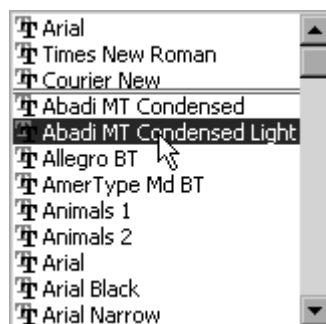 Arial
Times New Roman
Courier New
Abadi MT Condensed
Abadi MT Condensed Light
Allegro BT
AmerType Md BT
Animals 1
Animals 2
Arial
Arial Black
Arial Narrow